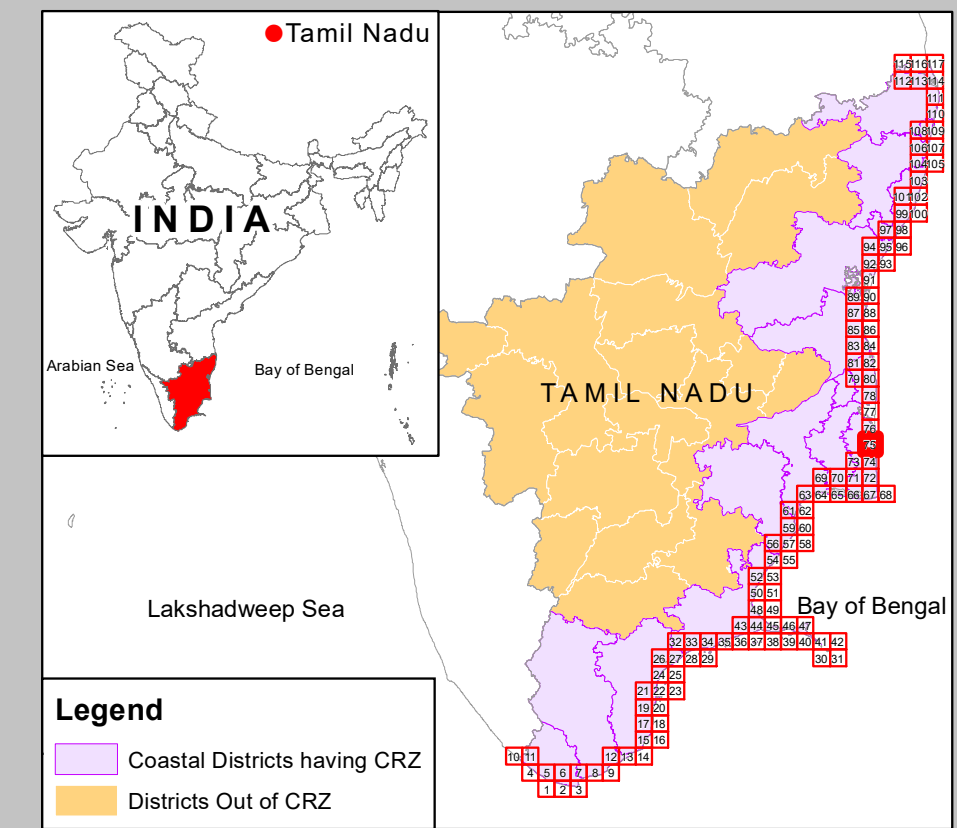 Tamil Nadu
INDIA
Arabian Sea
Bay of Bengal
TAMIL NADU
Lakshadweep Sea
Bay of Bengal
Legend
Coastal Districts having CRZ
Districts Out of CRZ
115 116 117
112 113 114
111
110
108 109
106 107
104 105
103
101 102
99 100
97 98
94 95 96
92 93
91
89 90
87 88
85 86
83 84
81 82
79 80
78
77
76
75
73 74
69 70 71 72
63 64 65 66 67 68
61 62
59 60
56 57 58
54 55
52 53
50 51
48 49
43 44 45 46 47
32 33 34 35 36 37 38 39 40 41 42
26 27 28 29 30 31
24 25
21 22 23
19 20
17 18
15 16
10 11 12 13 14
4 5 6 7 8 9
1 2 3